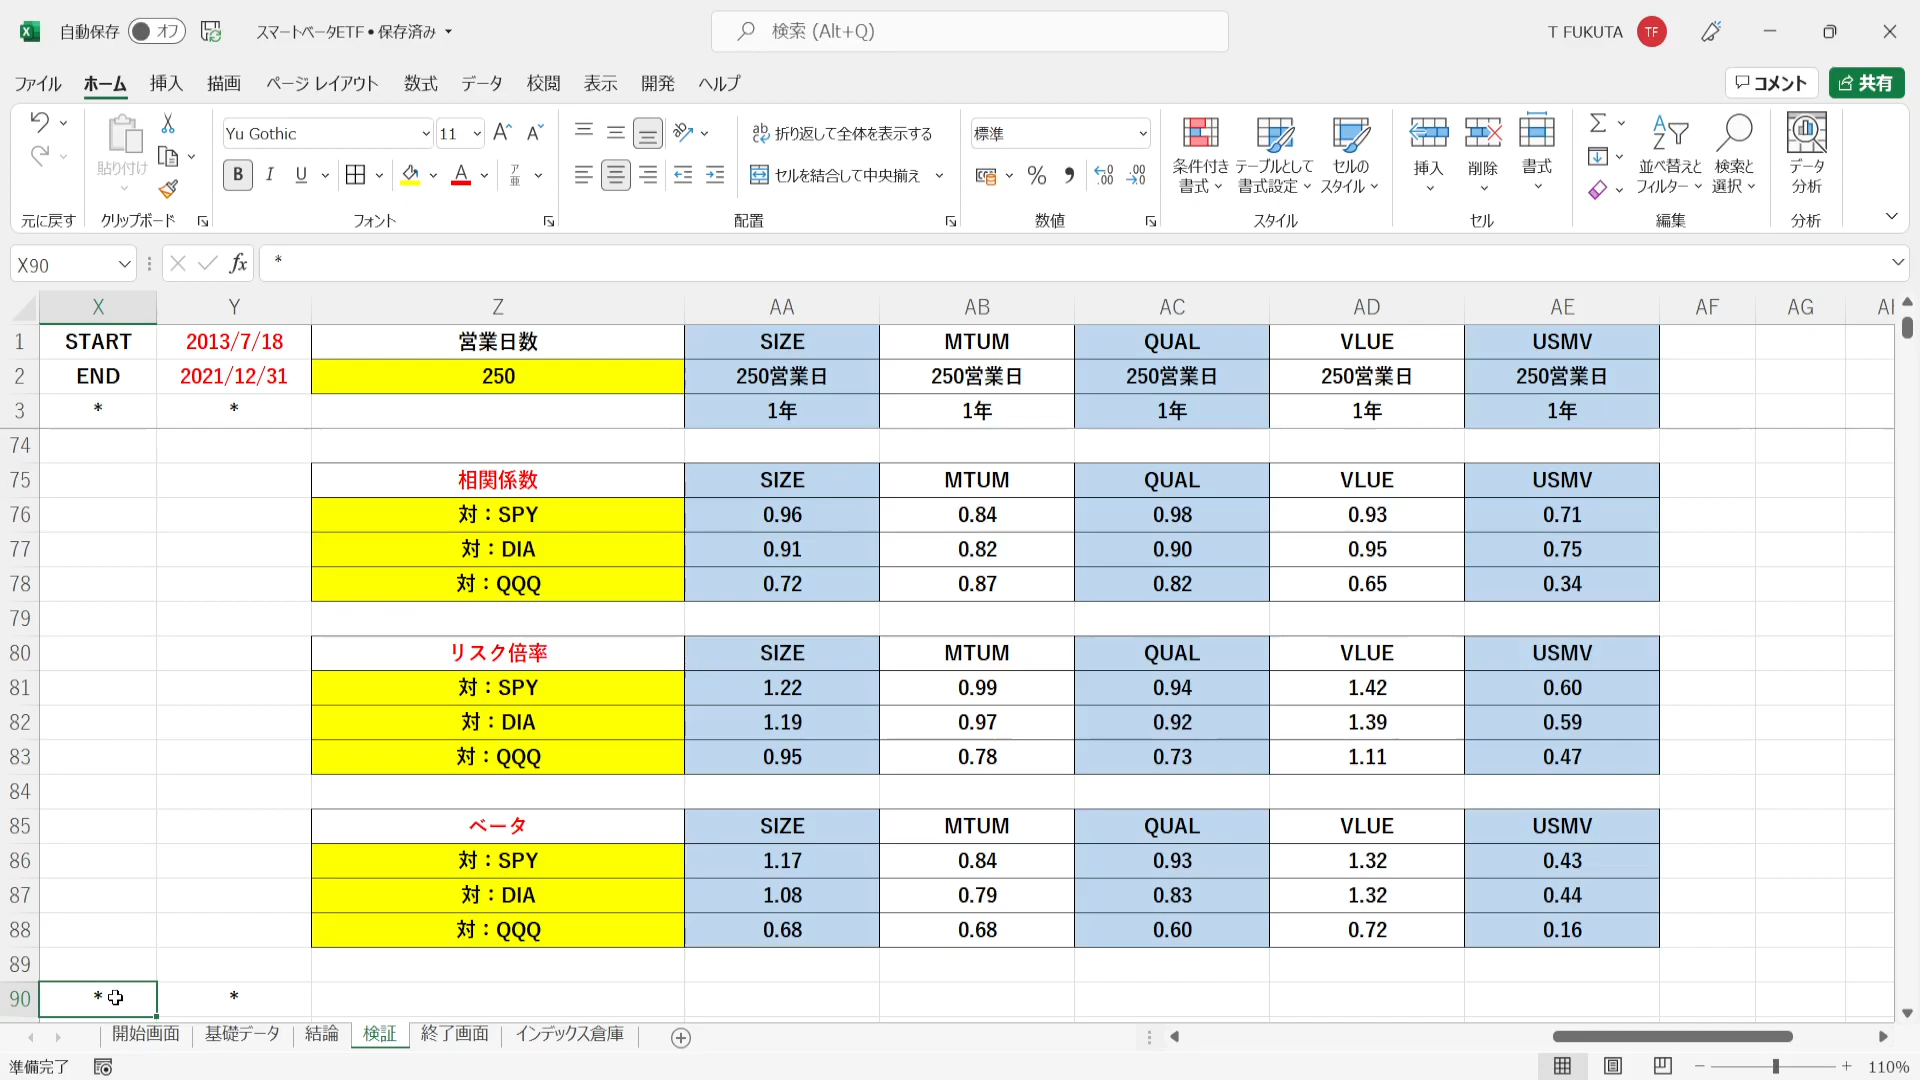 自動保存 オフ スマートベータETF • 保存済み 検索 (Alt+Q) T FUKUTA TF
ファイル ホーム 挿入 描画 ページ レイアウト 数式 データ 校閲 表示 開発 ヘルプ コメント 共有
貼り付け Yu Gothic 11 折り返して全体を表示する 標準
B I U A ア亜 セルを結合して中央揃え % 条件付き書式 テーブルとして書式設定 セルのスタイル 挿入 削除 書式 並べ替えとフィルター 検索と選択 データ分析
元に戻す クリップボード フォント 配置 数値 スタイル セル 編集 分析
X90 fx *
X Y Z AA AB AC AD AE AF AG
1 START 2013/7/18 営業日数 SIZE MTUM QUAL VLUE USMV
2 END 2021/12/31 250 250営業日 250営業日 250営業日 250営業日 250営業日
3 * * 1年 1年 1年 1年 1年
74
75 相関係数 SIZE MTUM QUAL VLUE USMV
76 対：SPY 0.96 0.84 0.98 0.93 0.71
77 対：DIA 0.91 0.82 0.90 0.95 0.75
78 対：QQQ 0.72 0.87 0.82 0.65 0.34
79
80 リスク倍率 SIZE MTUM QUAL VLUE USMV
81 対：SPY 1.22 0.99 0.94 1.42 0.60
82 対：DIA 1.19 0.97 0.92 1.39 0.59
83 対：QQQ 0.95 0.78 0.73 1.11 0.47
84
85 ベータ SIZE MTUM QUAL VLUE USMV
86 対：SPY 1.17 0.84 0.93 1.32 0.43
87 対：DIA 1.08 0.79 0.83 1.32 0.44
88 対：QQQ 0.68 0.68 0.60 0.72 0.16
89
90 * *
開始画面 基礎データ 結論 検証 終了画面 インデックス倉庫
準備完了 110%